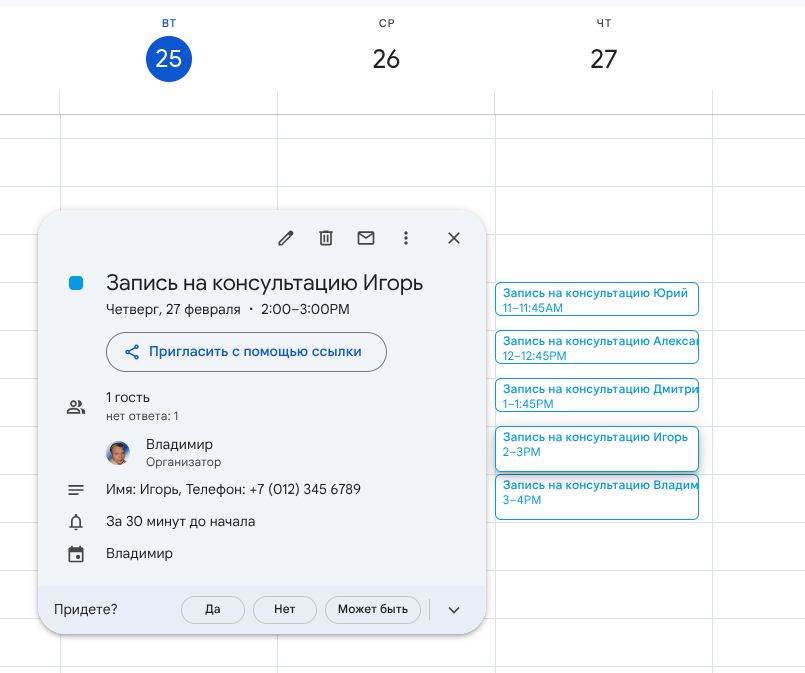 ВТ
25
СР
26
ЧТ
27
Запись на консультацию Игорь
Четверг, 27 февраля · 2:00–3:00PM
Пригласить с помощью ссылки
1 гость
нет ответа: 1
Владимир
Организатор
Имя: Игорь, Телефон: +7 (012) 345 6789
За 30 минут до начала
Владимир
Придете?
Да
Нет
Может быть
Запись на консультацию Юрий
11–11:45AM
Запись на консультацию Алексан
12–12:45PM
Запись на консультацию Дмитри
1–1:45PM
Запись на консультацию Игорь
2–3PM
Запись на консультацию Владим
3–4PM